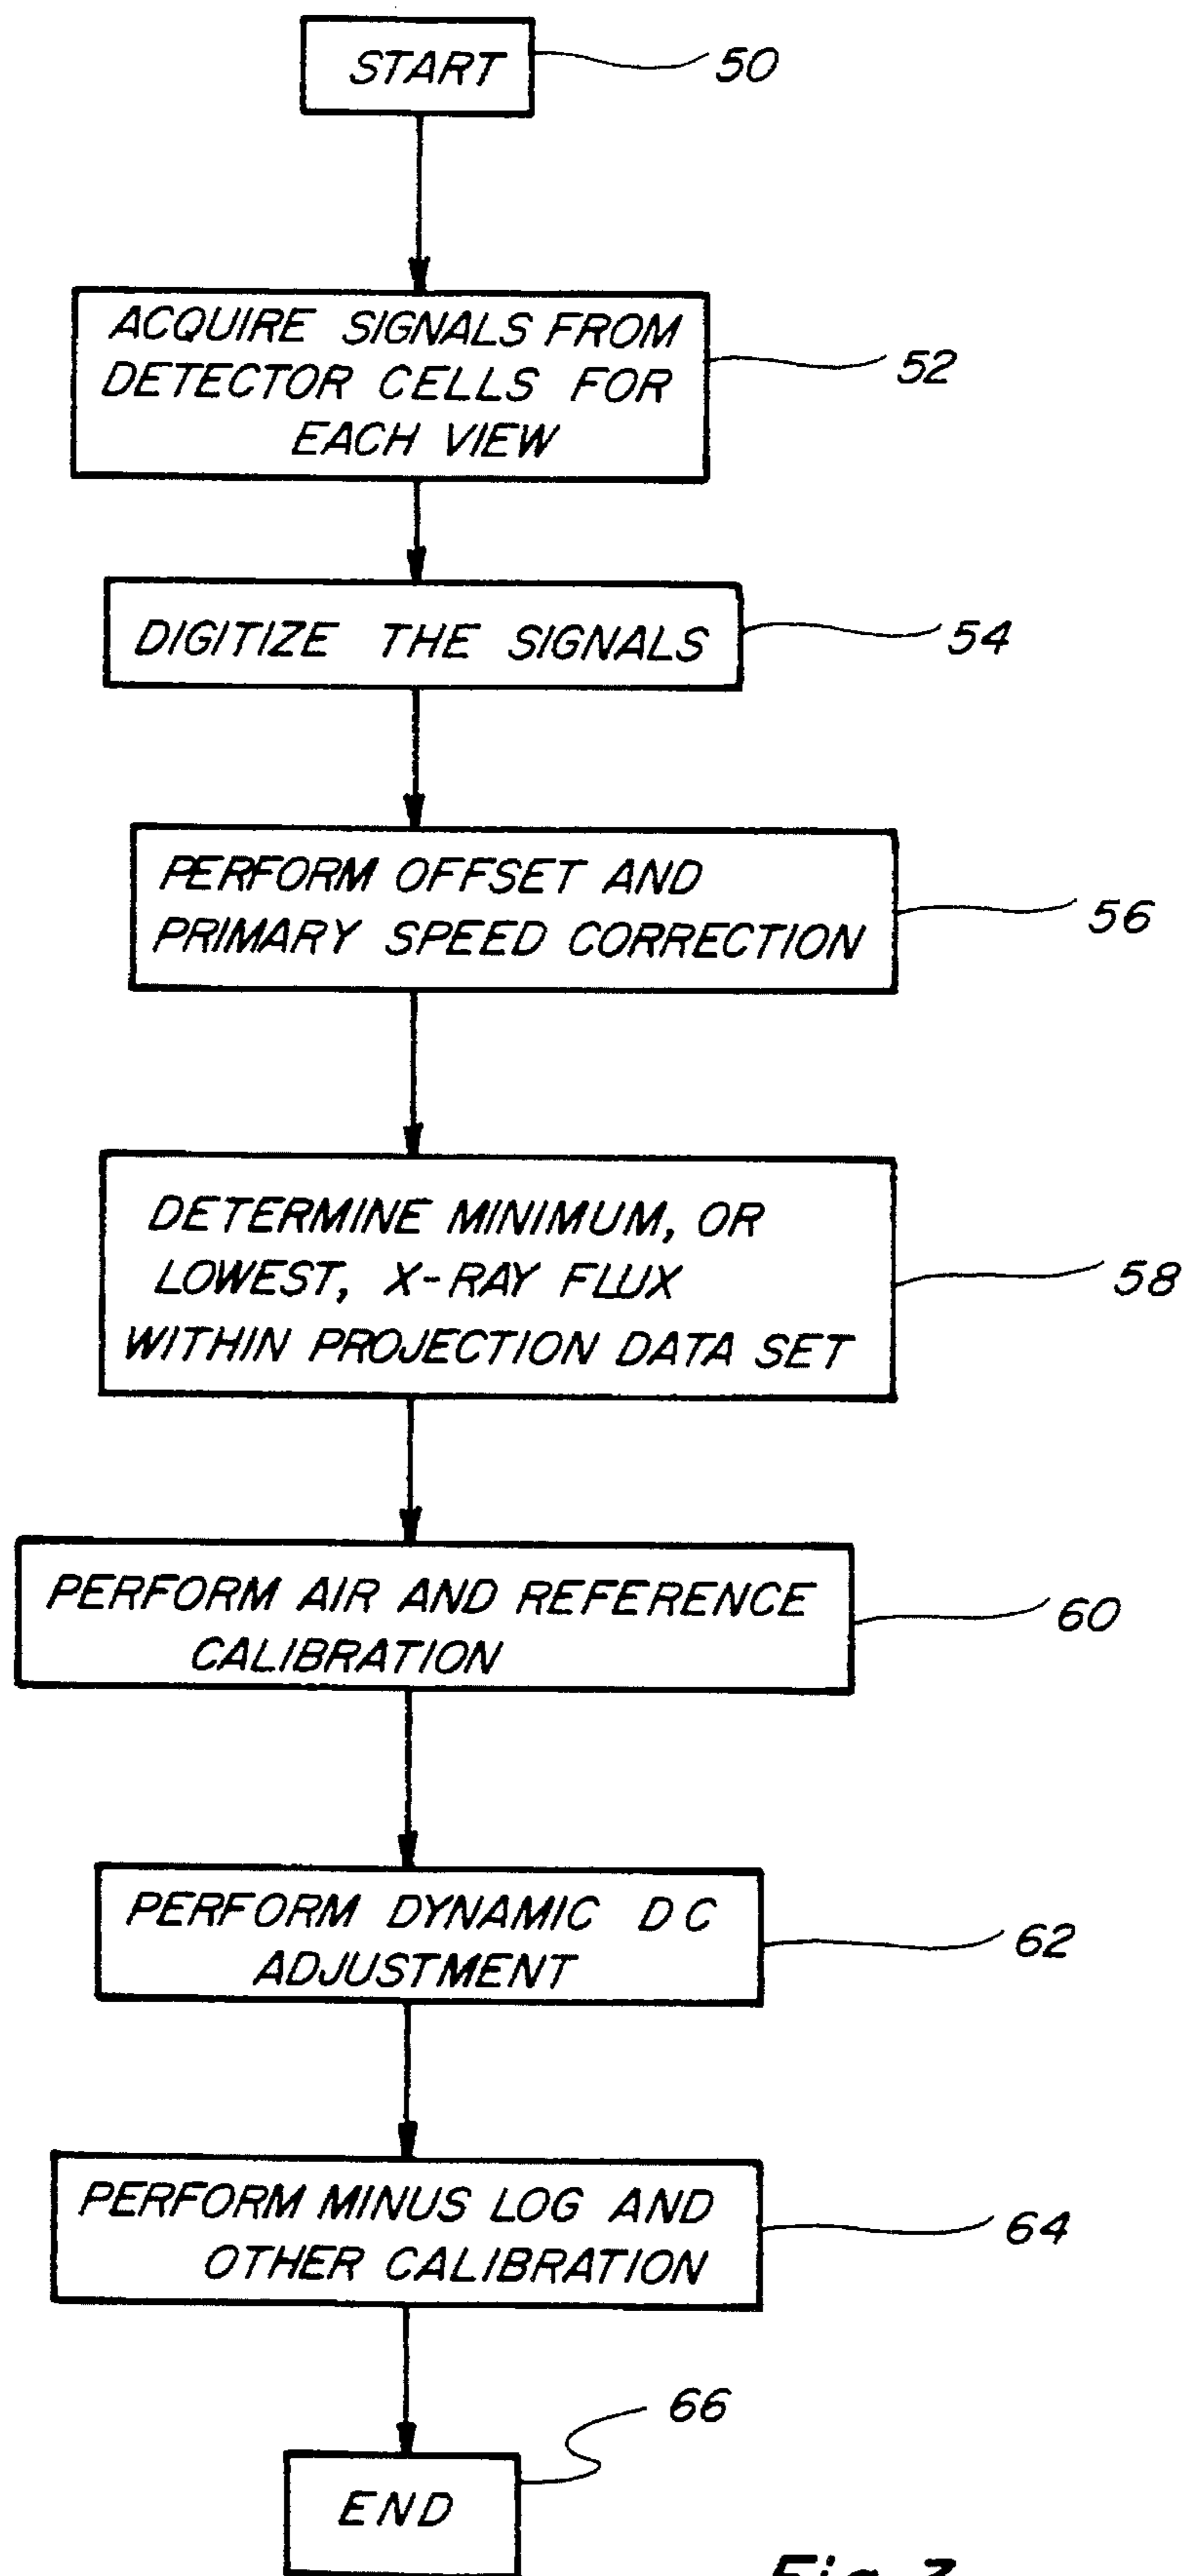 START
50
ACQUIRE SIGNALS FROM
DETECTOR CELLS FOR
EACH VIEW
52
DIGITIZE THE SIGNALS
54
PERFORM OFFSET AND
PRIMARY SPEED CORRECTION
56
DETERMINE MINIMUM, OR
LOWEST, X-RAY FLUX
WITHIN PROJECTION DATA SET
58
PERFORM AIR AND REFERENCE
CALIBRATION
60
PERFORM DYNAMIC DC
ADJUSTMENT
62
PERFORM MINUS LOG AND
OTHER CALIBRATION
64
66
END